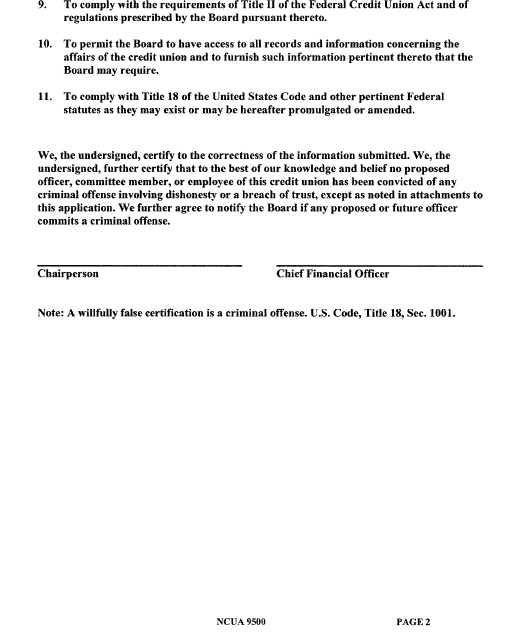 9. To comply with the requirements of Title II of the Federal Credit Union Act and of
regulations prescribed by the Board pursuant thereto.
10. To permit the Board to have access to all records and information concerning the
affairs of the credit union and to furnish such information pertinent thereto that the
Board may require.
11. To comply with Title 18 of the United States Code and other pertinent Federal
statutes as they may exist or may be hereafter promulgated or amended.
We, the undersigned, certify to the correctness of the information submitted. We, the
undersigned, further certify that to the best of our knowledge and belief no proposed
officer, committee member, or employee of this credit union has been convicted of any
criminal offense involving dishonesty or a breach of trust, except as noted in attachments to
this application. We further agree to notify the Board if any proposed or future officer
commits a criminal offense.
Chairperson Chief Financial Officer
Note: A willfully false certification is a criminal offense. U.S. Code, Title 18, Sec. 1001.
NCUA 9500 PAGE 2